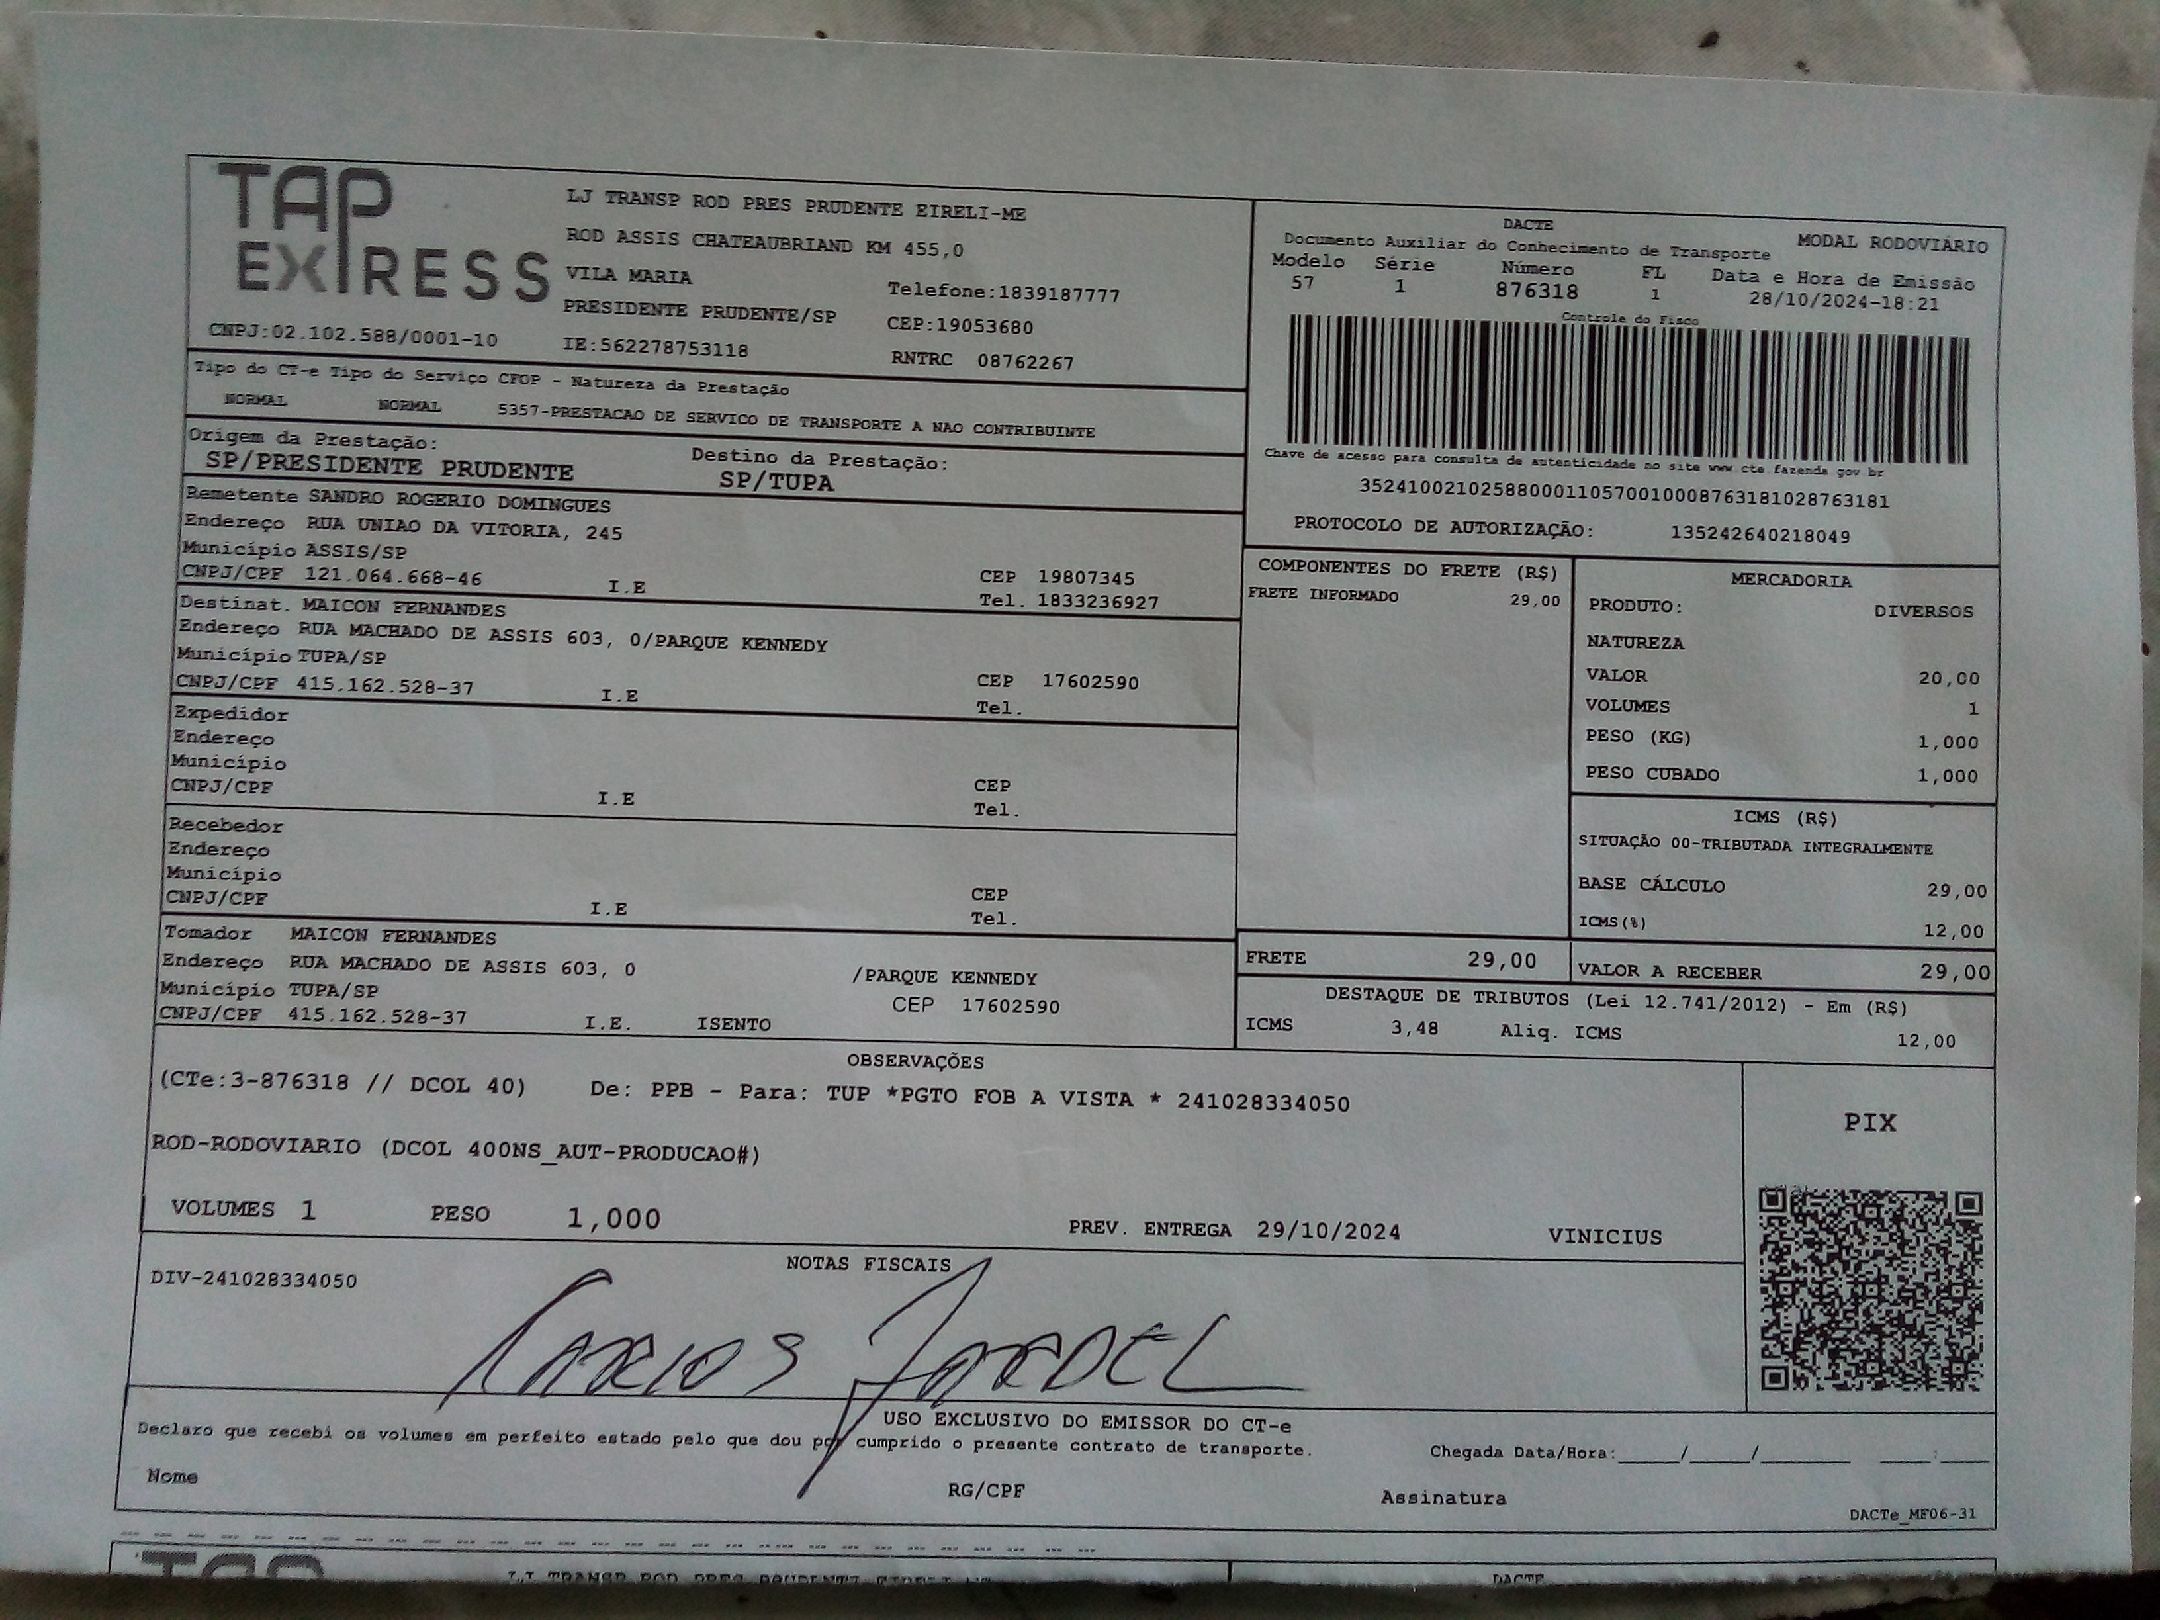 TAP
EXPRESS
CNPJ:02.102.588/0001-10
LJ TRANSP ROD PRES PRUDENTE EIRELI-ME
ROD ASSIS CHATEAUBRIAND KM 455,0
VILA MARIA
Telefone:1839187777
PRESIDENTE PRUDENTE/SP CEP:19053680
IE:562278753118 RNTRC 08762267
DACTE
Documento Auxiliar do Conhecimento de Transporte MODAL RODOVIÁRIO
Modelo Série Número FL Data e Hora de Emissão
57 1 876318 1 28/10/2024-18:21
Controle do Fisco
Chave de acesso para consulta de autenticidade no site www cte fazenda gov br
35241002102588000110570010008763181028763181
PROTOCOLO DE AUTORIZAÇÃO: 135242640218049
Tipo do CT-e Tipo do Serviço CFOP - Natureza da Prestação
NORMAL NORMAL 5357-PRESTACAO DE SERVICO DE TRANSPORTE A NAO CONTRIBUINTE
Origem da Prestação: Destino da Prestação:
SP/PRESIDENTE PRUDENTE SP/TUPA
Remetente SANDRO ROGERIO DOMINGUES
Endereço RUA UNIAO DA VITORIA, 245
Município ASSIS/SP CEP 19807345
CNPJ/CPF 121.064.668-46 I.E Tel. 1833236927
Destinat. MAICON FERNANDES
Endereço RUA MACHADO DE ASSIS 603, 0/PARQUE KENNEDY
Município TUPA/SP CEP 17602590
CNPJ/CPF 415.162.528-37 I.E Tel.
Expedidor
Endereço
Município CEP
CNPJ/CPF I.E Tel.
Recebedor
Endereço
Município CEP
CNPJ/CPF I.E Tel.
Tomador MAICON FERNANDES
Endereço RUA MACHADO DE ASSIS 603, 0 /PARQUE KENNEDY
Município TUPA/SP CEP 17602590
CNPJ/CPF 415.162.528-37 I.E. ISENTO
COMPONENTES DO FRETE (R$)
FRETE INFORMADO 29,00
MERCADORIA
PRODUTO: DIVERSOS
NATUREZA
VALOR 20,00
VOLUMES 1
PESO (KG) 1,000
PESO CUBADO 1,000
ICMS (R$)
SITUAÇÃO 00-TRIBUTADA INTEGRALMENTE
BASE CÁLCULO 29,00
ICMS(%) 12,00
FRETE 29,00 VALOR A RECEBER 29,00
DESTAQUE DE TRIBUTOS (Lei 12.741/2012) - Em (R$)
ICMS 3,48 Aliq. ICMS 12,00
OBSERVAÇÕES
(CTe:3-876318 // DCOL 40) De: PPB - Para: TUP *PGTO FOB A VISTA * 241028334050
ROD-RODOVIARIO (DCOL 400NS_AUT-PRODUCAO#)
VOLUMES 1 PESO 1,000 PREV. ENTREGA 29/10/2024 VINICIUS
PIX
NOTAS FISCAIS
DIV-241028334050
CARLOS JARDEL
USO EXCLUSIVO DO EMISSOR DO CT-e
Declaro que recebi os volumes em perfeito estado pelo que dou por cumprido o presente contrato de transporte. Chegada Data/Hora:_____/_____/_______ ____:____
Nome RG/CPF Assinatura
DACTe_MF06-31
TAP
LJ TRANSP ROD PRES PRUDENTE EIRELI-ME
DACTE